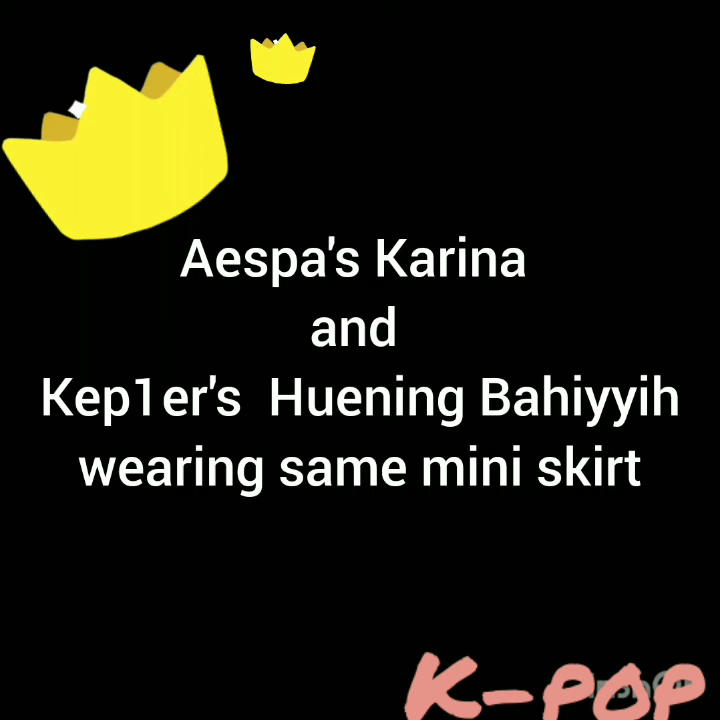 Aespa's Karina
and
Kep1er's Huening Bahiyyih
wearing same mini skirt
K-POP